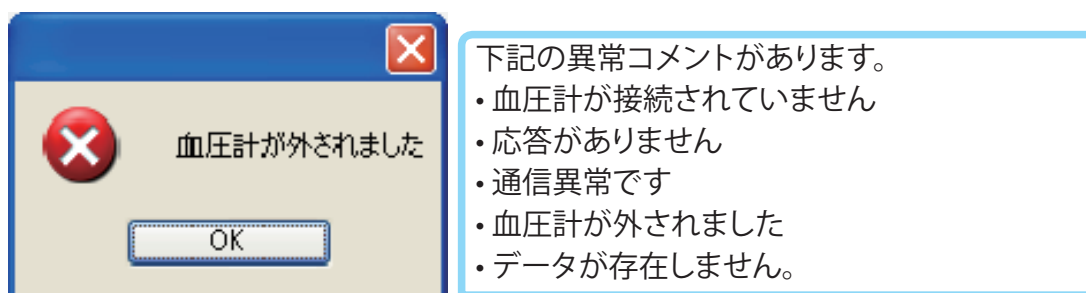 血圧計が外されました
OK
下記の異常コメントがあります。
• 血圧計が接続されていません
• 応答がありません
• 通信異常です
• 血圧計が外されました
• データが存在しません。